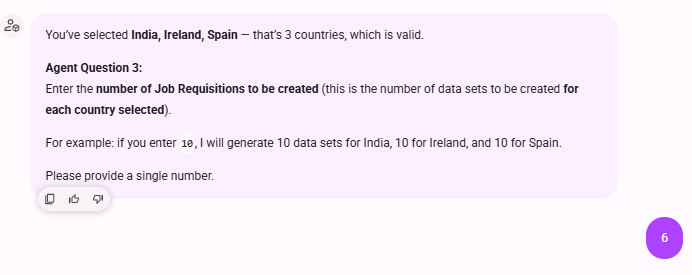 You've selected India, Ireland, Spain — that's 3 countries, which is valid.
Agent Question 3:
Enter the number of Job Requisitions to be created (this is the number of data sets to be created for
each country selected).
For example: if you enter 10, I will generate 10 data sets for India, 10 for Ireland, and 10 for Spain.
Please provide a single number.
6